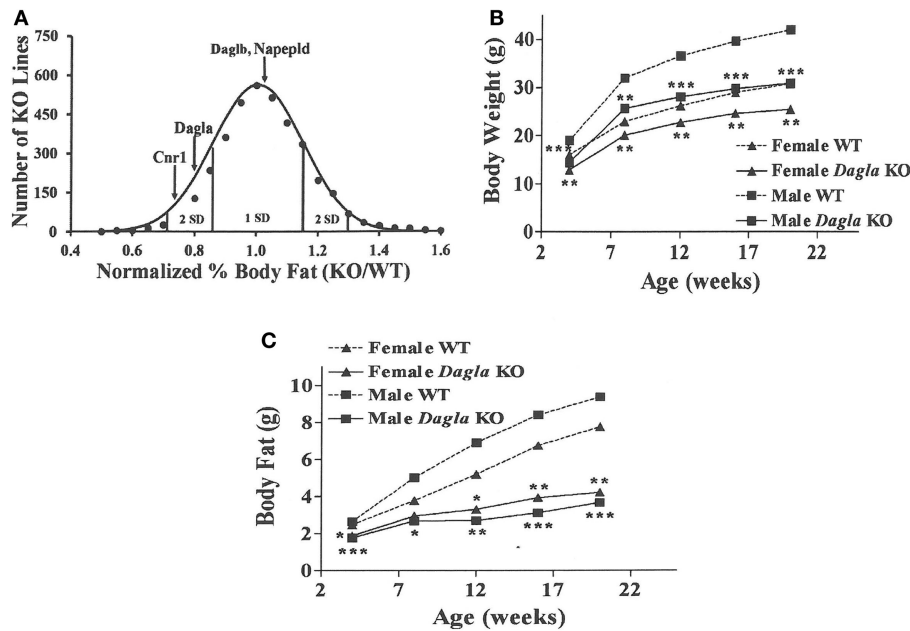 A
Number of KO Lines
750
600
450
300
150
0
Daglb, Napepld
Dagla
Cnr1
2 SD
1 SD
2 SD
0.4 0.6 0.8 1.0 1.2 1.4 1.6
Normalized % Body Fat (KO/WT)
B
Body Weight (g)
40
30
20
10
0
***
** *** *** ***
** ** ** ** **
Female WT
Female Dagla KO
Male WT
Male Dagla KO
2 7 12 17 22
Age (weeks)
C
Female WT
Female Dagla KO
Male WT
Male Dagla KO
Body Fat (g)
10
8
6
4
2
0
* * ** **
*** * ** *** ***
2 7 12 17 22
Age (weeks)